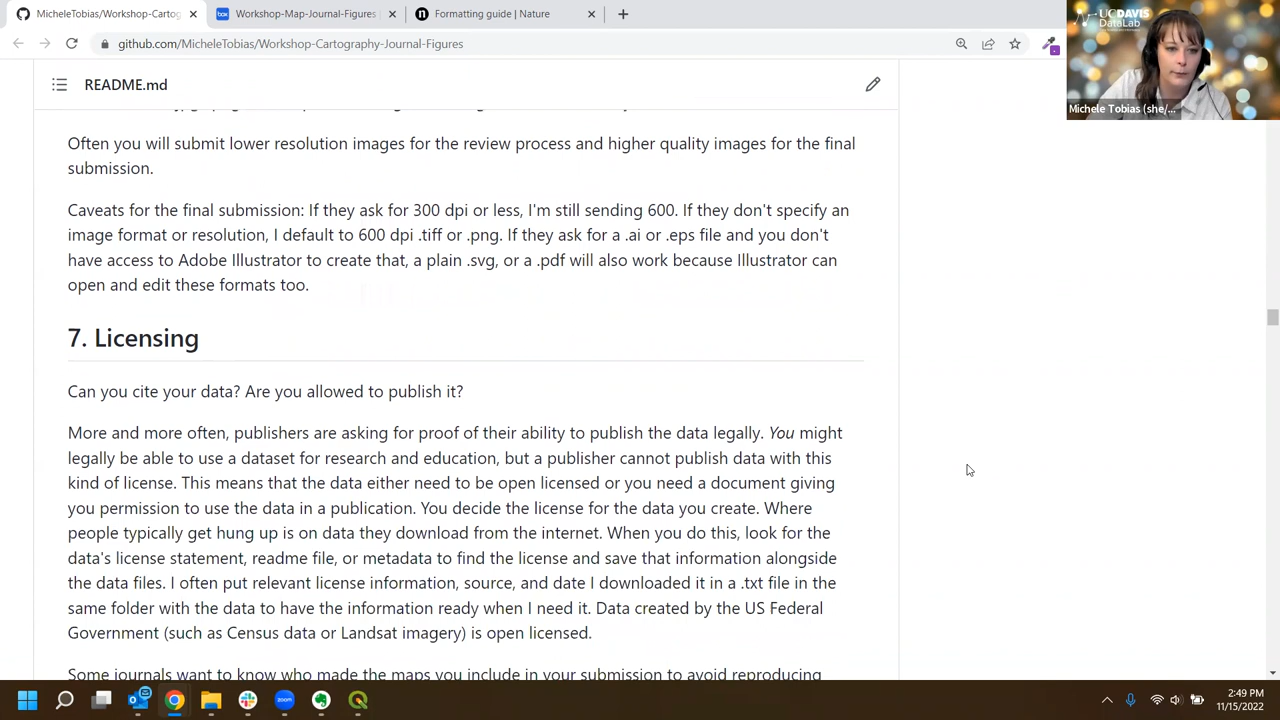 MicheleTobias/Workshop-Cartog
Workshop-Map-Journal-Figures
Formatting guide | Nature
github.com/MicheleTobias/Workshop-Cartography-Journal-Figures
UCDAVIS
DataLab
Michele Tobias (she/...
README.md
Often you will submit lower resolution images for the review process and higher quality images for the final
submission.
Caveats for the final submission: If they ask for 300 dpi or less, I'm still sending 600. If they don't specify an
image format or resolution, I default to 600 dpi .tiff or .png. If they ask for a .ai or .eps file and you don't
have access to Adobe Illustrator to create that, a plain .svg, or a .pdf will also work because Illustrator can
open and edit these formats too.
7. Licensing
Can you cite your data? Are you allowed to publish it?
More and more often, publishers are asking for proof of their ability to publish the data legally. You might
legally be able to use a dataset for research and education, but a publisher cannot publish data with this
kind of license. This means that the data either need to be open licensed or you need a document giving
you permission to use the data in a publication. You decide the license for the data you create. Where
people typically get hung up is on data they download from the internet. When you do this, look for the
data's license statement, readme file, or metadata to find the license and save that information alongside
the data files. I often put relevant license information, source, and date I downloaded it in a .txt file in the
same folder with the data to have the information ready when I need it. Data created by the US Federal
Government (such as Census data or Landsat imagery) is open licensed.
Some journals want to know who made the maps you include in your submission to avoid reproducing
2:49 PM
11/15/2022